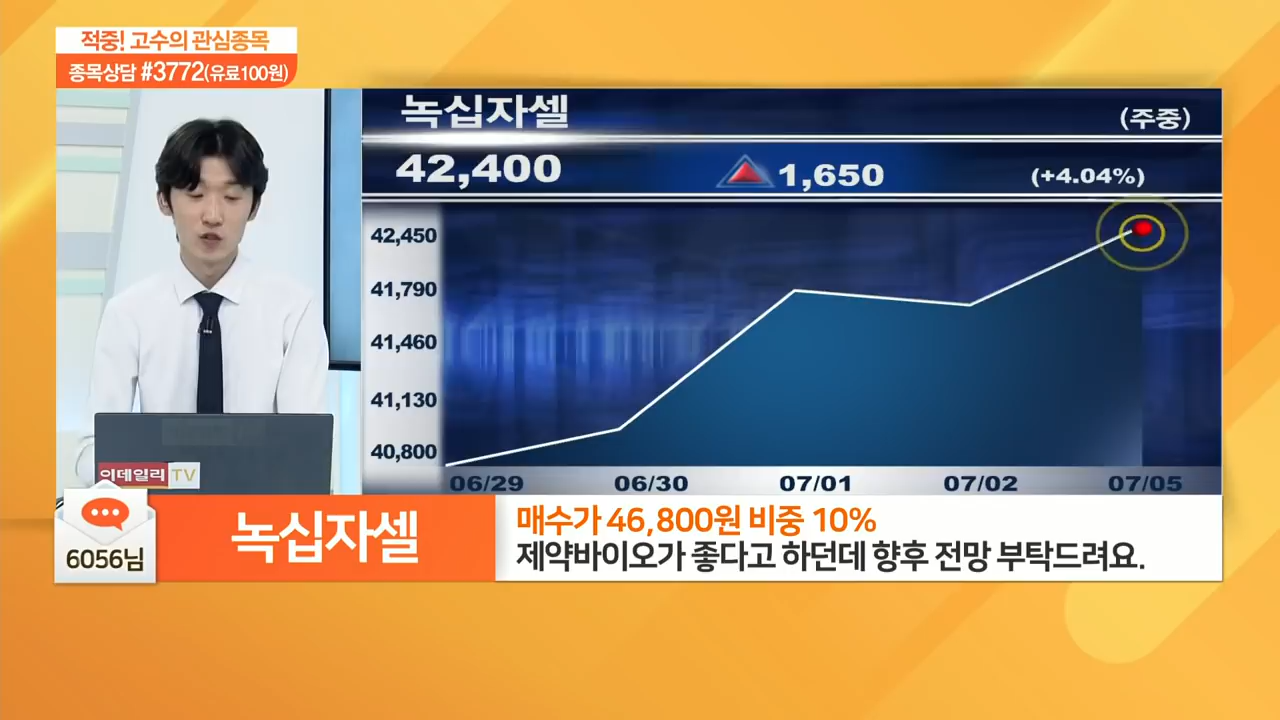 적중! 고수의 관심종목
종목상담 #3772(유료100원)
녹십자셀
(주중)
42,400
1,650
(+4.04%)
42,450
41,790
41,460
41,130
40,800
06/29
06/30
07/01
07/02
07/05
이데일리 TV
6056님
녹십자셀
매수가 46,800원 비중 10%
제약바이오가 좋다고 하던데 향후 전망 부탁드려요.